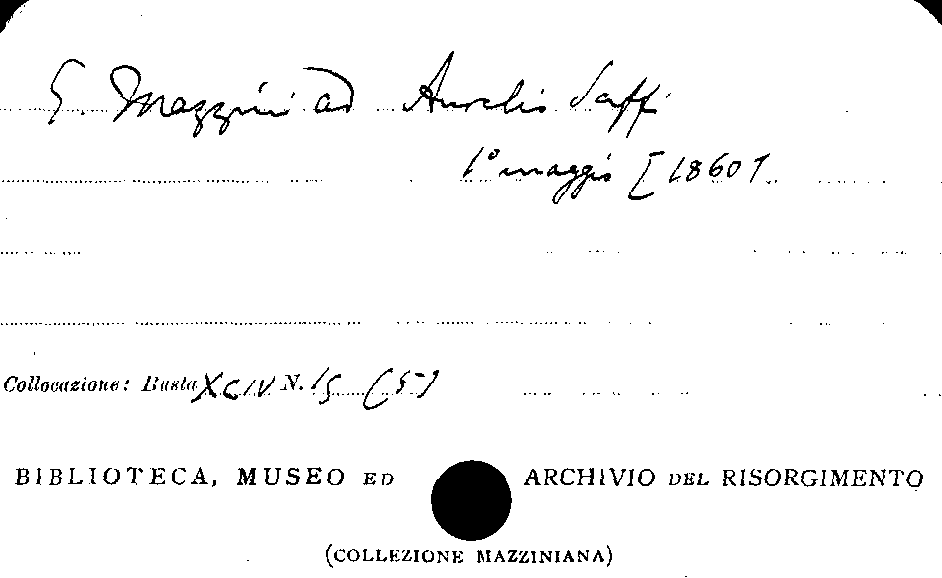 G. Mazzini ad Aurelio Saffi
1º maggio [1860]
Collocazione: Busta XCIV N. 15 (5)
BIBLIOTECA, MUSEO ED ARCHIVIO DEL RISORGIMENTO
(COLLEZIONE MAZZINIANA)